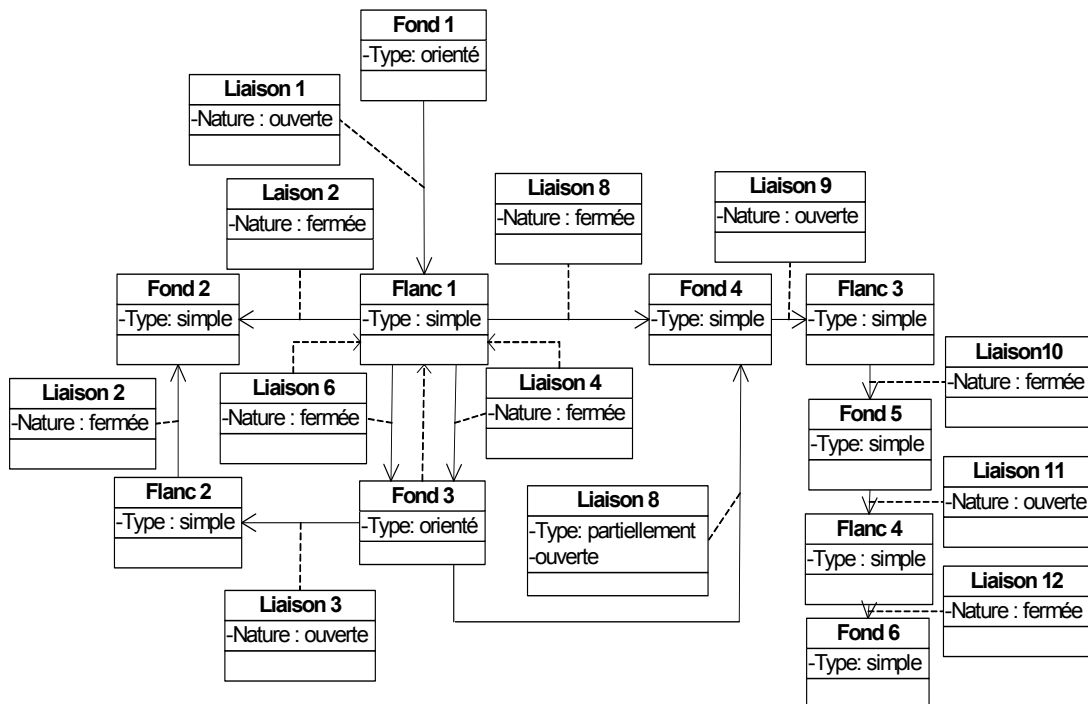 Fond 1
-Type: orienté
Liaison 1
-Nature : ouverte
Laison 2
-Nature : fermée
Liaison 8
-Nature : fermée
Liaison 9
-Nature : ouverte
Fond 2
-Type: simple
Flanc 1
-Type : simple
Fond 4
-Type: simple
Flanc 3
-Type : simple
Liaison10
-Nature : fermée
Liaison 2
-Nature : fermée
Liaison 6
-Nature : fermée
Liaison 4
-Nature : fermée
Fond 5
-Type: simple
Flanc 2
-Type : simple
Fond 3
-Type: orienté
Liaison 8
-Type: partiellement
-ouverte
Liaison 11
-Nature : ouverte
Flanc 4
-Type : simple
Liaison 3
-Nature : ouverte
Liaison 12
-Nature : fermée
Fond 6
-Type: simple